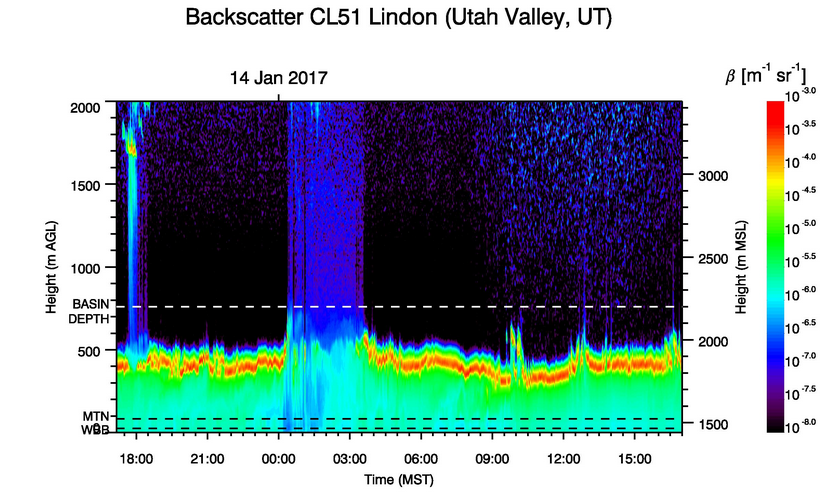 Backscatter CL51 Lindon (Utah Valley, UT)
14 Jan 2017
β [m⁻¹ sr⁻¹]
Height (m AGL)
2000
1500
1000
BASIN
DEPTH
500
MTN
WBB
0
18:00 21:00 00:00 03:00 06:00 09:00 12:00 15:00
Time (MST)
3000
2500
2000
1500
Height (m MSL)
10⁻³·⁰
10⁻³·⁵
10⁻⁴·⁰
10⁻⁴·⁵
10⁻⁵·⁰
10⁻⁵·⁵
10⁻⁶·⁰
10⁻⁶·⁵
10⁻⁷·⁰
10⁻⁷·⁵
10⁻⁸·⁰